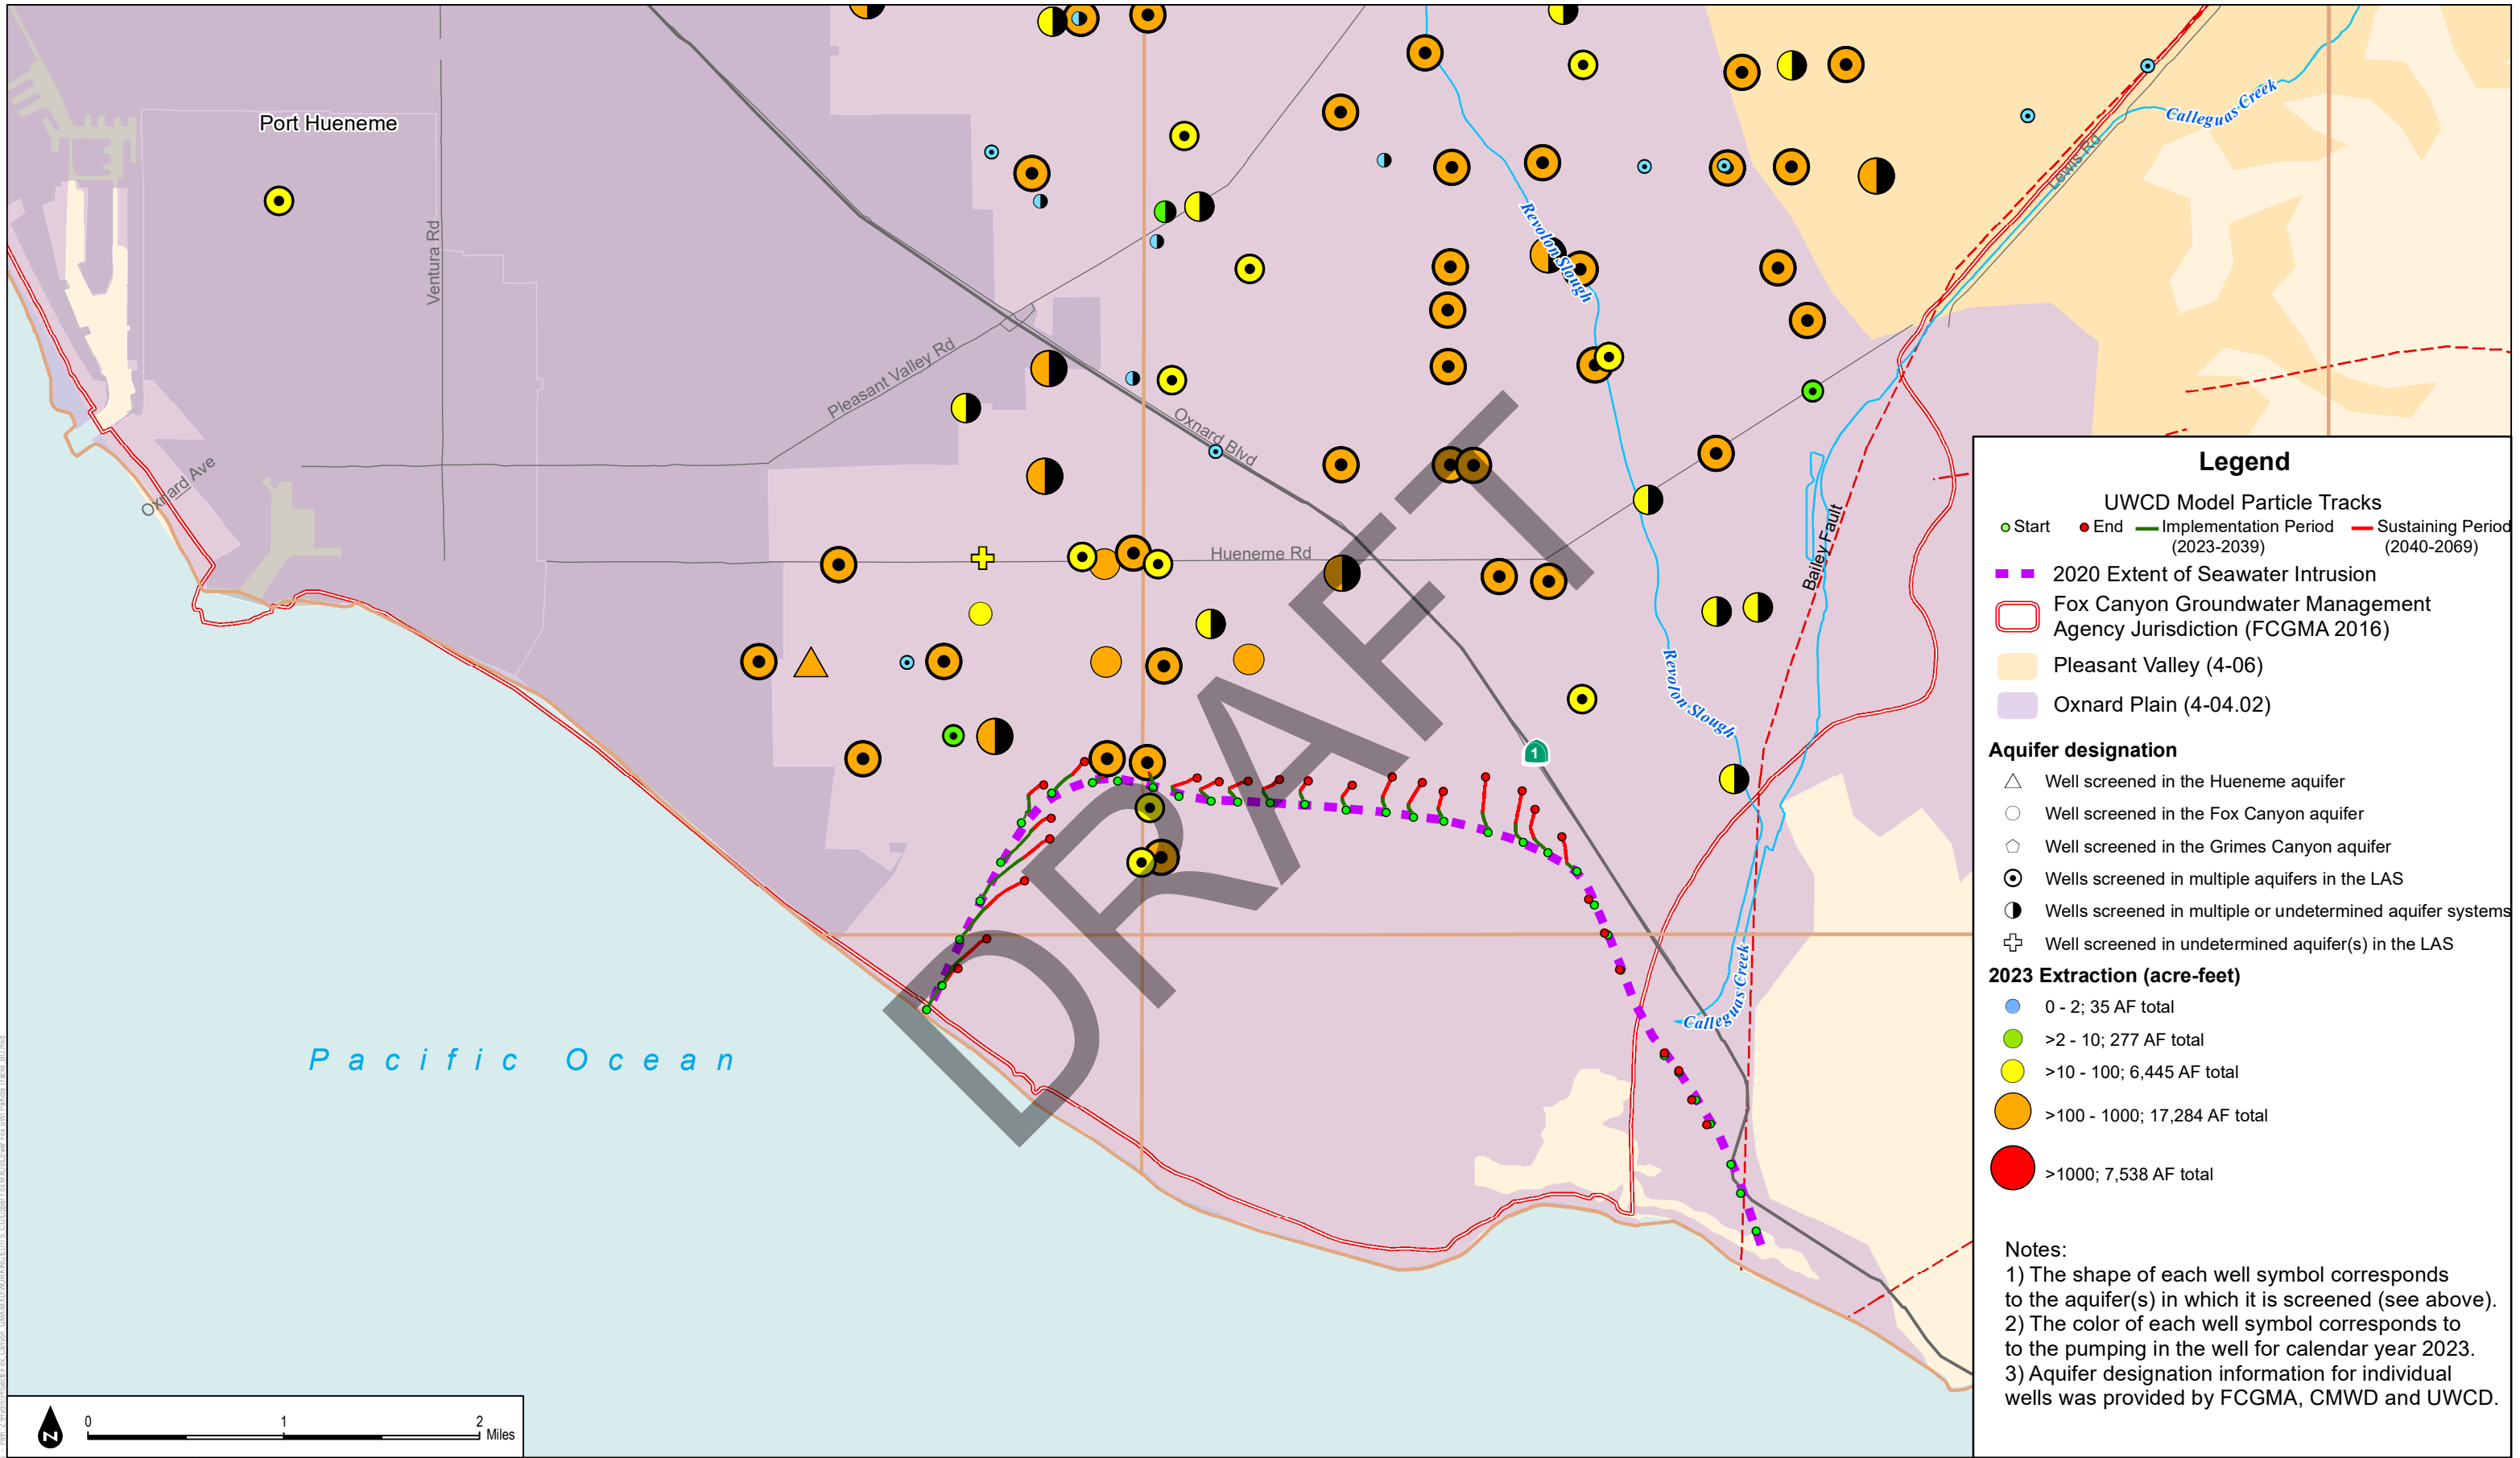 Port Hueneme
Ventura Rd
Oxnard Ave
Pleasant Valley Rd
Oxnard Blvd
Hueneme Rd
Revolon Slough
Revolon Slough
Calleguas Creek
Lewis Rd
Bailey Fault
1
Calleguas Creek
DRAFT
Pacific Ocean
N
0 1 2
Miles
Legend
UWCD Model Particle Tracks
Start End Implementation Period Sustaining Period
(2023-2039) (2040-2069)
2020 Extent of Seawater Intrusion
Fox Canyon Groundwater Management
Agency Jurisdiction (FCGMA 2016)
Pleasant Valley (4-06)
Oxnard Plain (4-04.02)
Aquifer designation
Well screened in the Hueneme aquifer
Well screened in the Fox Canyon aquifer
Well screened in the Grimes Canyon aquifer
Wells screened in multiple aquifers in the LAS
Wells screened in multiple or undetermined aquifer systems
Well screened in undetermined aquifer(s) in the LAS
2023 Extraction (acre-feet)
0 - 2; 35 AF total
>2 - 10; 277 AF total
>10 - 100; 6,445 AF total
>100 - 1000; 17,284 AF total
>1000; 7,538 AF total
Notes:
1) The shape of each well symbol corresponds
to the aquifer(s) in which it is screened (see above).
2) The color of each well symbol corresponds to
to the pumping in the well for calendar year 2023.
3) Aquifer designation information for individual
wells was provided by FCGMA, CMWD and UWCD.